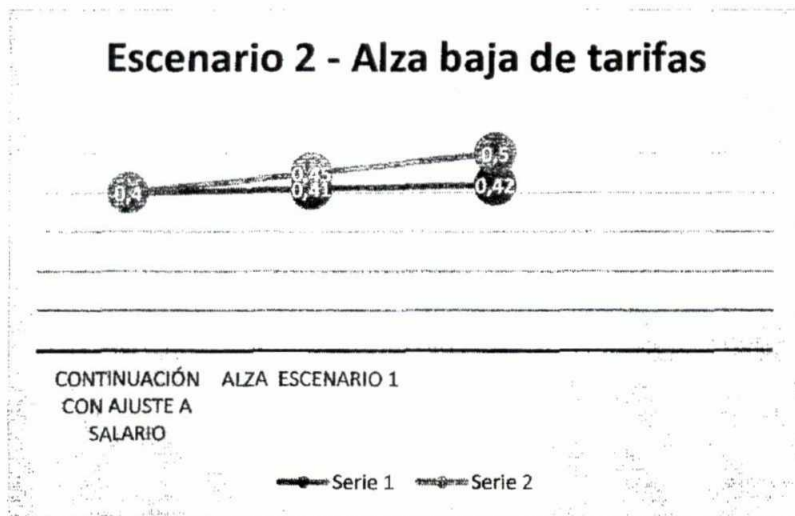 Escenario 2 - Alza baja de tarifas
0,4
0,45
0,41
0,5
0,42
CONTINUACIÓN CON AJUSTE A SALARIO
ALZA ESCENARIO 1
Serie 1
Serie 2